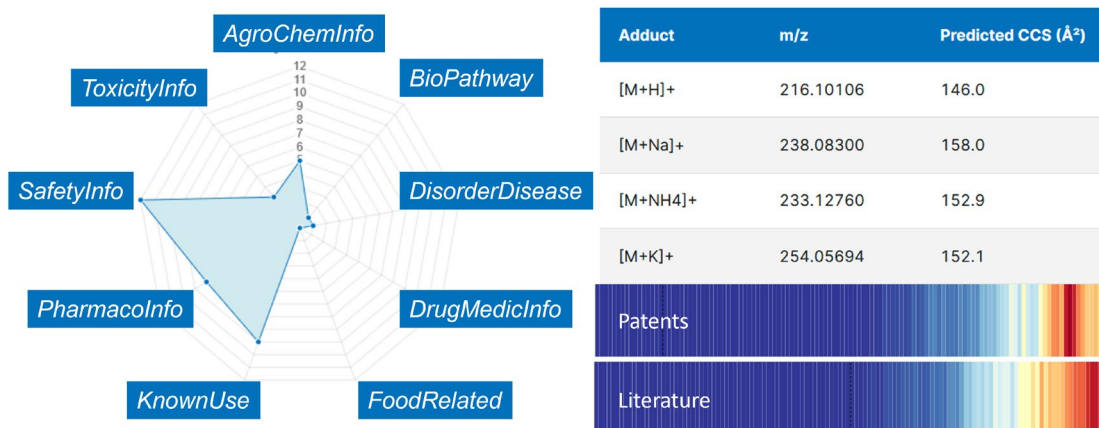 AgroChemInfo
ToxicityInfo
BioPathway
12
11
10
9
8
7
6
SafetyInfo
DisorderDisease
PharmacoInfo
DrugMedicInfo
KnownUse
FoodRelated
Adduct m/z Predicted CCS (Å²)
[M+H]+ 216.10106 146.0
[M+Na]+ 238.08300 158.0
[M+NH4]+ 233.12760 152.9
[M+K]+ 254.05694 152.1
Patents
Literature